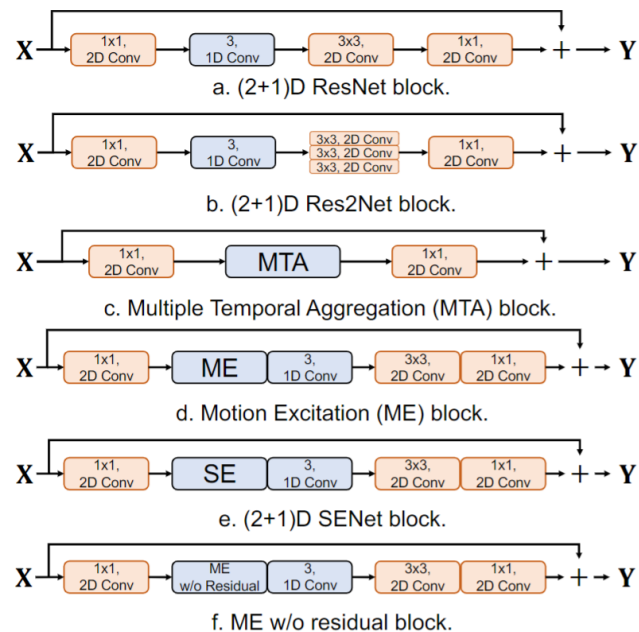 X 1x1, 2D Conv 3, 1D Conv 3x3, 2D Conv 1x1, 2D Conv + Y
a. (2+1)D ResNet block.
X 1x1, 2D Conv 3, 1D Conv 3x3, 2D Conv 3x3, 2D Conv 3x3, 2D Conv 1x1, 2D Conv + Y
b. (2+1)D Res2Net block.
X 1x1, 2D Conv MTA 1x1, 2D Conv + Y
c. Multiple Temporal Aggregation (MTA) block.
X 1x1, 2D Conv ME 3, 1D Conv 3x3, 2D Conv 1x1, 2D Conv + Y
d. Motion Excitation (ME) block.
X 1x1, 2D Conv SE 3, 1D Conv 3x3, 2D Conv 1x1, 2D Conv + Y
e. (2+1)D SENet block.
X 1x1, 2D Conv ME w/o Residual 3, 1D Conv 3x3, 2D Conv 1x1, 2D Conv + Y
f. ME w/o residual block.